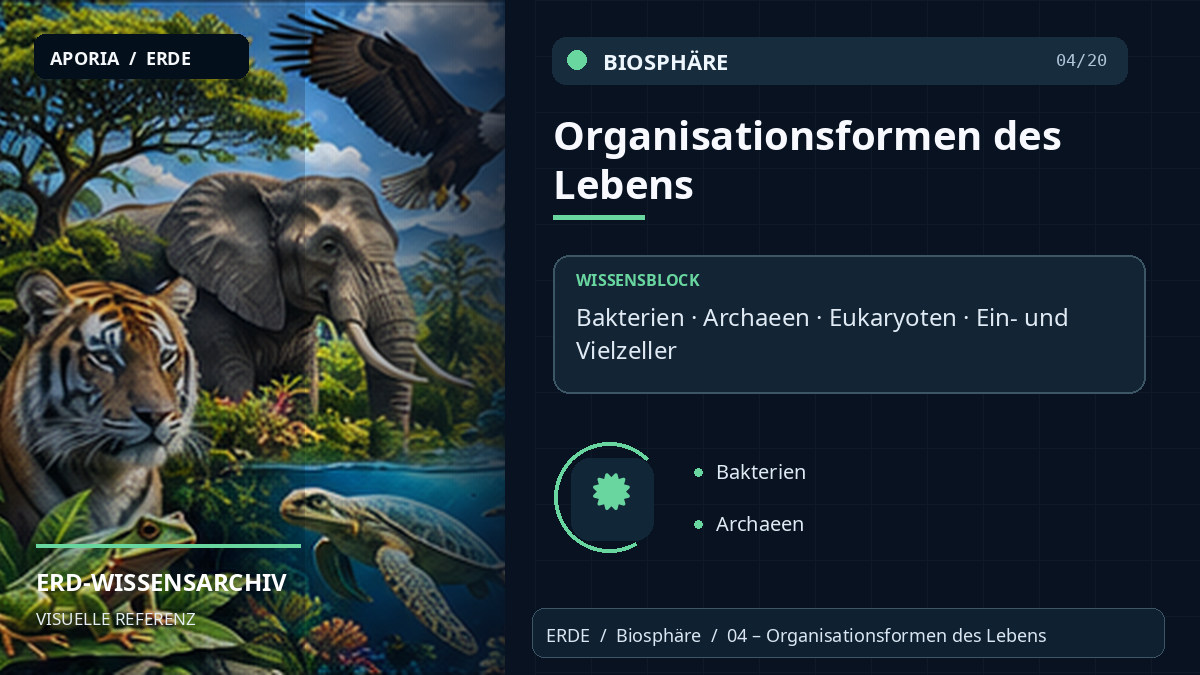 APORIA / ERDE
ERD-WISSENSARCHIV
VISUELLE REFERENZ
BIOSPHÄRE
04/20
Organisationsformen des
Lebens
WISSENSBLOCK
Bakterien · Archaeen · Eukaryoten · Ein- und
Vielzeller
Bakterien
Archaeen
ERDE / Biosphäre / 04 – Organisationsformen des Lebens